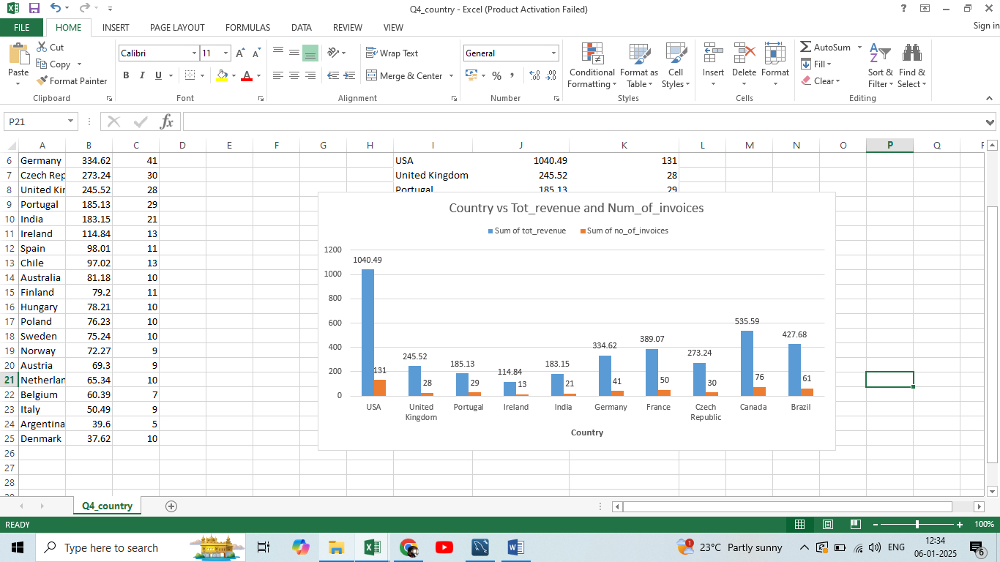 Q4_country - Excel (Product Activation Failed)
FILE HOME INSERT PAGE LAYOUT FORMULAS DATA REVIEW VIEW Sign in
Paste Cut Copy Format Painter
Calibri 11 B I U A
Wrap Text Merge & Center
General %
Conditional Formatting Format as Table Cell Styles
Insert Delete Format
AutoSum Fill Clear Sort & Filter Find & Select
Clipboard Font Alignment Number Styles Cells Editing
P21 fx
A B C D E F G H I J K L M N O P Q
6 Germany 334.62 41 USA 1040.49 131
7 Czech Rep 273.24 30 United Kingdom 245.52 28
8 United Kir 245.52 28 Portugal 185.13 29
9 Portugal 185.13 29
10 India 183.15 21
11 Ireland 114.84 13
12 Spain 98.01 11
13 Chile 97.02 13
14 Australia 81.18 10
15 Finland 79.2 11
16 Hungary 78.21 10
17 Poland 76.23 10
18 Sweden 75.24 10
19 Norway 72.27 9
20 Austria 69.3 9
21 Netherlan 65.34 10
22 Belgium 60.39 7
23 Italy 50.49 9
24 Argentina 39.6 5
25 Denmark 37.62 10
26
27
28
Country vs Tot_revenue and Num_of_invoices
Sum of tot_revenue Sum of no_of_invoices
1200
1000
800
600
400
200
0
1040.49 245.52 185.13 114.84 183.15 334.62 389.07 273.24 535.59 427.68
131 28 29 13 21 41 50 30 76 61
USA United Kingdom Portugal Ireland India Germany France Czech Republic Canada Brazil
Country
Q4_country
READY 100%
Type here to search
23°C Partly sunny ENG 12:34
06-01-2025
6